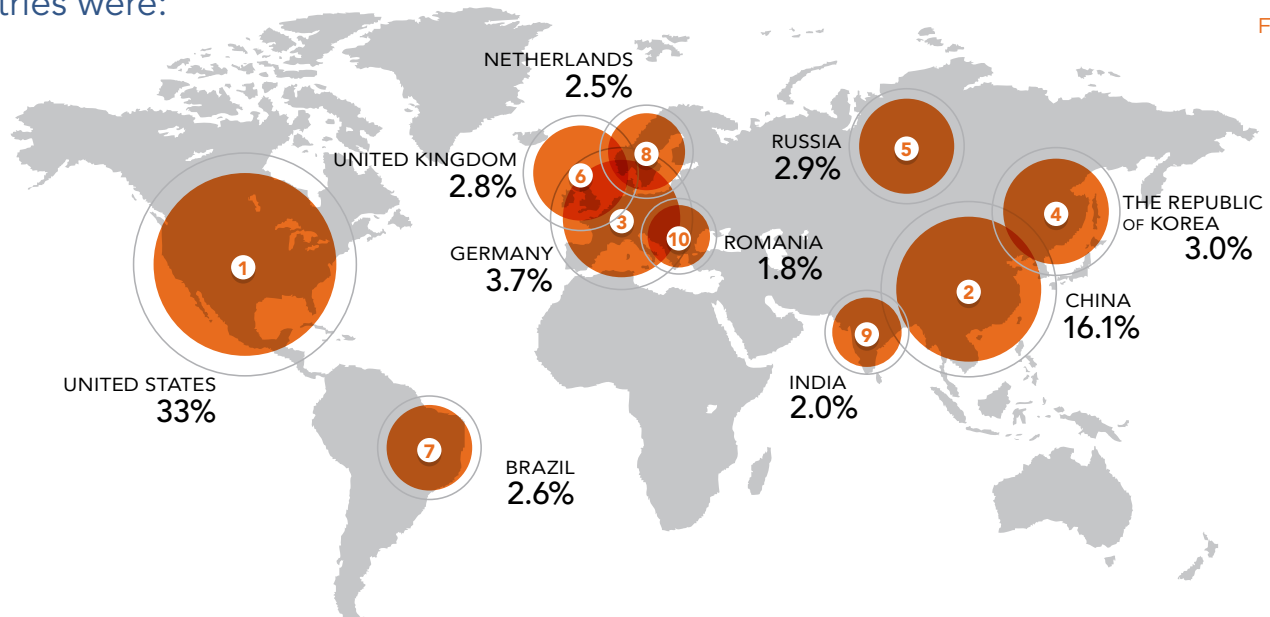 tries were:
F
NETHERLANDS
2.5%
UNITED KINGDOM
2.8%
GERMANY
3.7%
ROMANIA
1.8%
RUSSIA
2.9%
THE REPUBLIC
OF KOREA
3.0%
CHINA
16.1%
INDIA
2.0%
UNITED STATES
33%
BRAZIL
2.6%
1
2
3
4
5
6
7
8
9
10